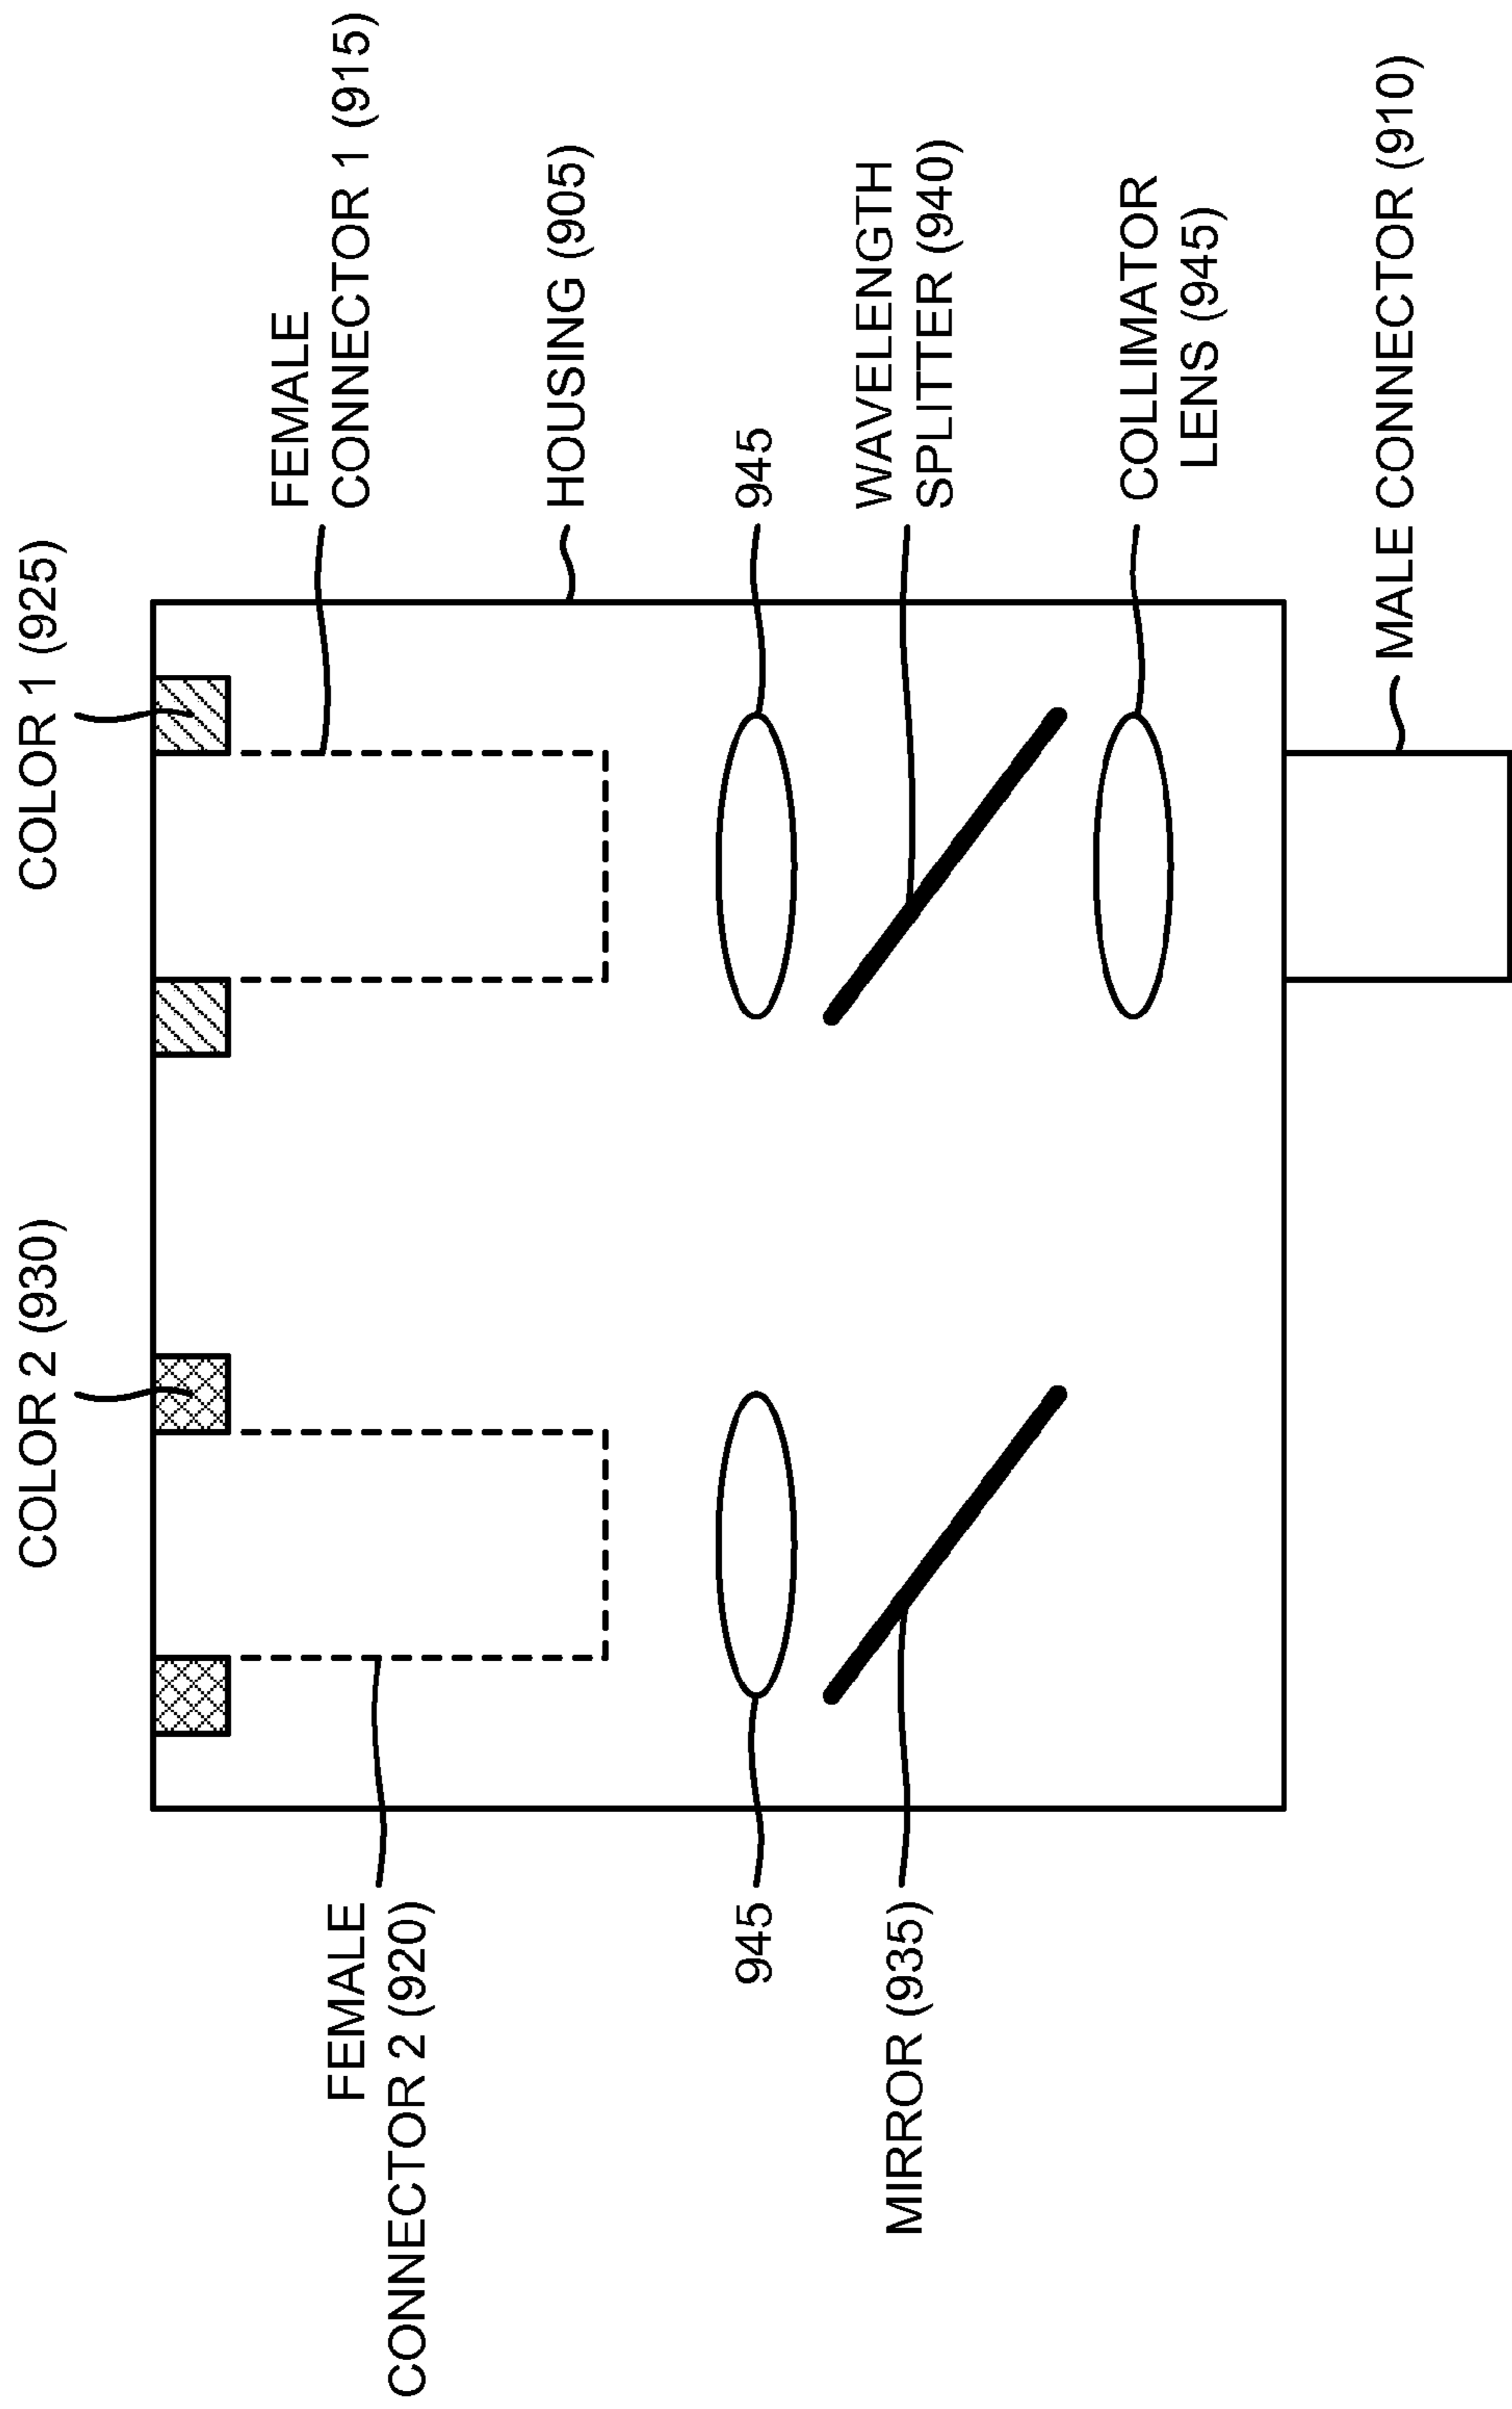 COLOR 1 (925)
COLOR 2 (930)
FEMALE
CONNECTOR 1 (915)
HOUSING (905)
945
WAVELENGTH
SPLITTER (940)
COLLIMATOR
LENS (945)
MALE CONNECTOR (910)
FEMALE
CONNECTOR 2 (920)
945
MIRROR (935)